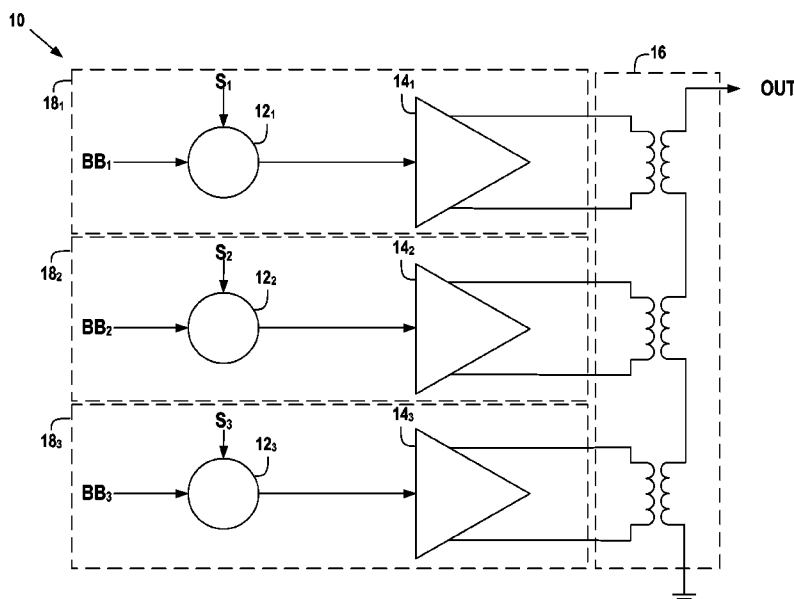 10
16
OUT
18₁
S₁
12₁
14₁
BB₁
18₂
S₂
12₂
14₂
BB₂
18₃
S₃
12₃
14₃
BB₃